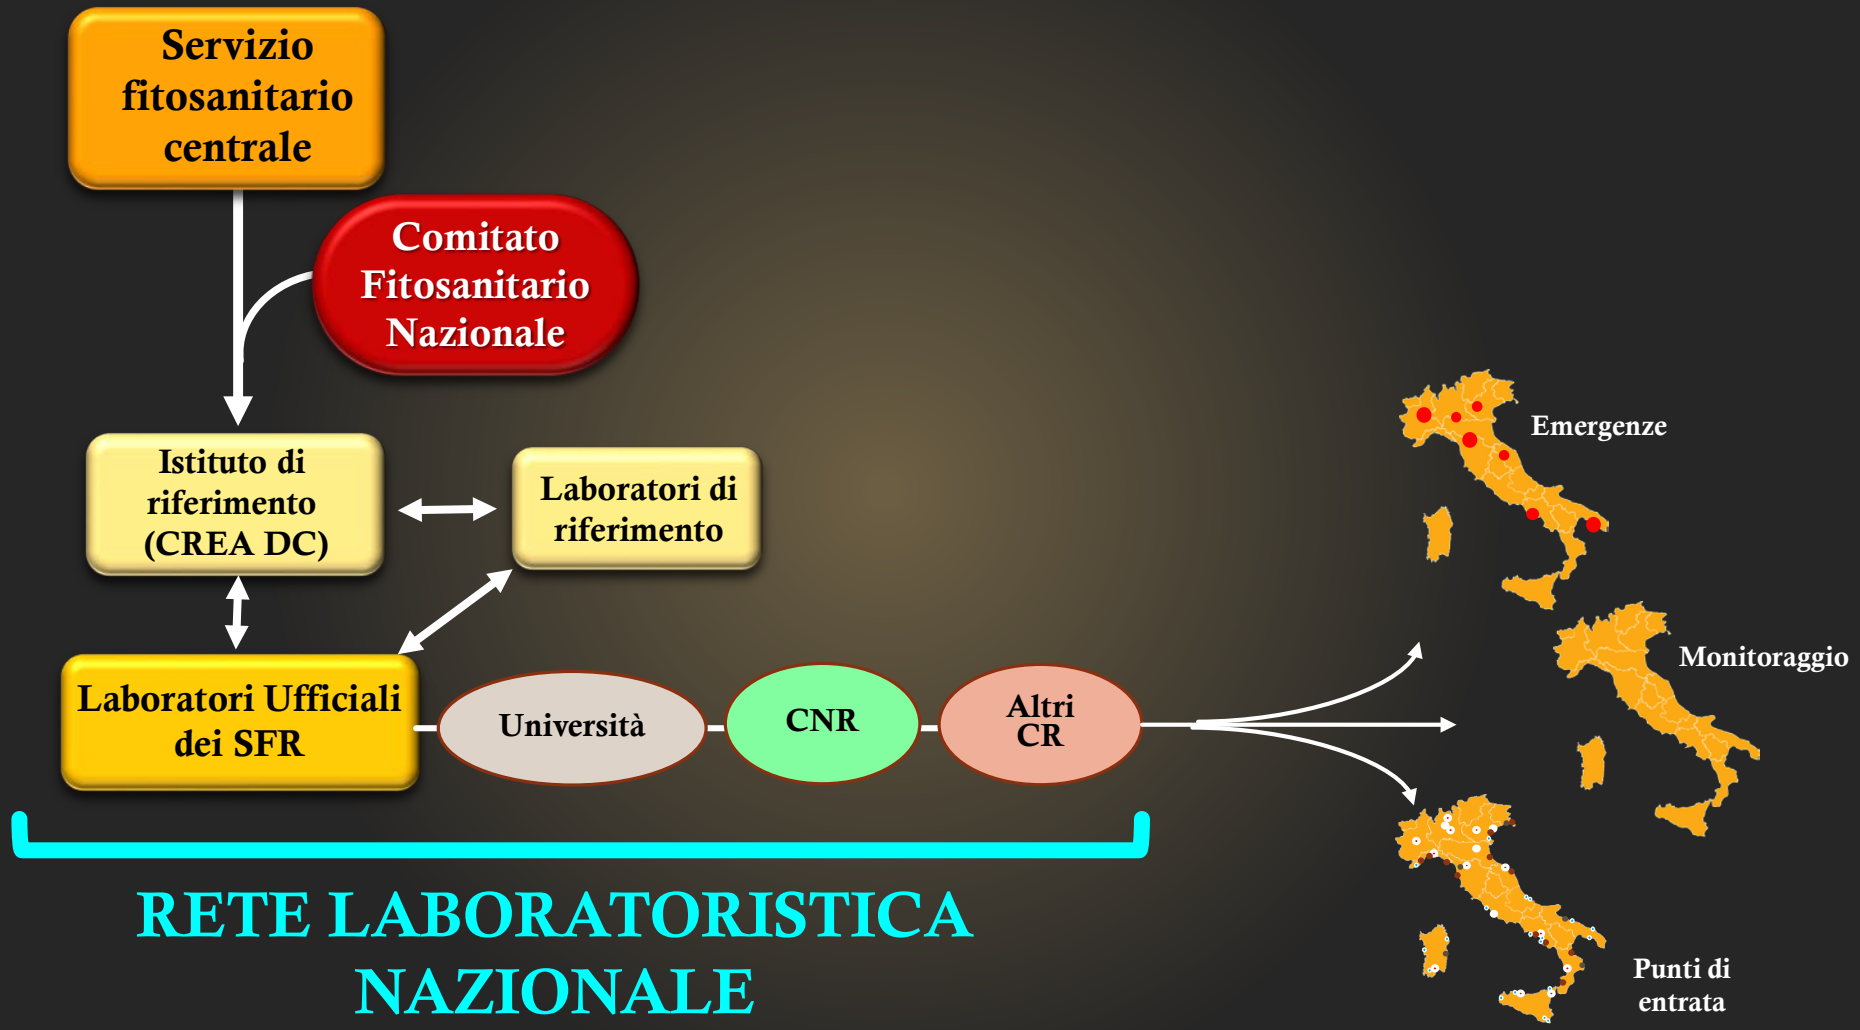 Servizio
fitosanitario
centrale
Comitato
Fitosanitario
Nazionale
Istituto di
riferimento
(CREA DC)
Laboratori di
riferimento
Laboratori Ufficiali
dei SFR
Università
CNR
Altri
CR
Emergenze
Monitoraggio
Punti di
entrata
RETE LABORATORISTICA
NAZIONALE